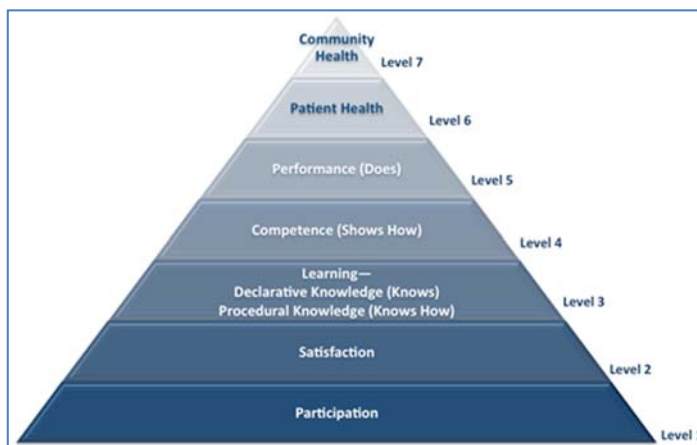 Community
Health
Level 7
Patient Health
Level 6
Performance (Does)
Level 5
Competence (Shows How)
Level 4
Learning—
Declarative Knowledge (Knows)
Procedural Knowledge (Knows How)
Level 3
Satisfaction
Level 2
Participation
Level